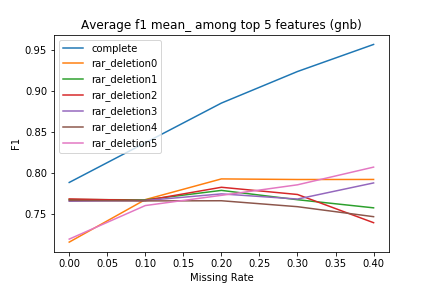 Average f1 mean_ among top 5 features (gnb)
complete
rar_deletion0
rar_deletion1
rar_deletion2
rar_deletion3
rar_deletion4
rar_deletion5
F1
0.95
0.90
0.85
0.80
0.75
0.00 0.05 0.10 0.15 0.20 0.25 0.30 0.35 0.40
Missing Rate